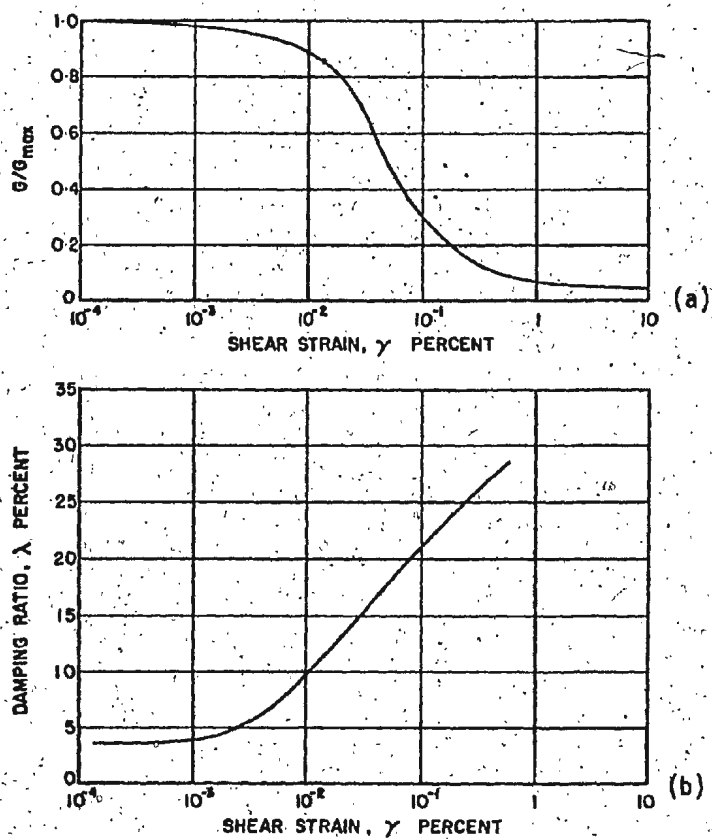 1·0
0·8
0·6
0·4
0·2
0
G/Gmax
10⁻⁴ 10⁻³ 10⁻² 10⁻¹ 1 10
SHEAR STRAIN, γ PERCENT
(a)
35
30
25
20
15
10
5
0
DAMPING RATIO, λ PERCENT
10⁻⁴ 10⁻³ 10⁻² 10⁻¹ 1 10
SHEAR STRAIN, γ PERCENT
(b)